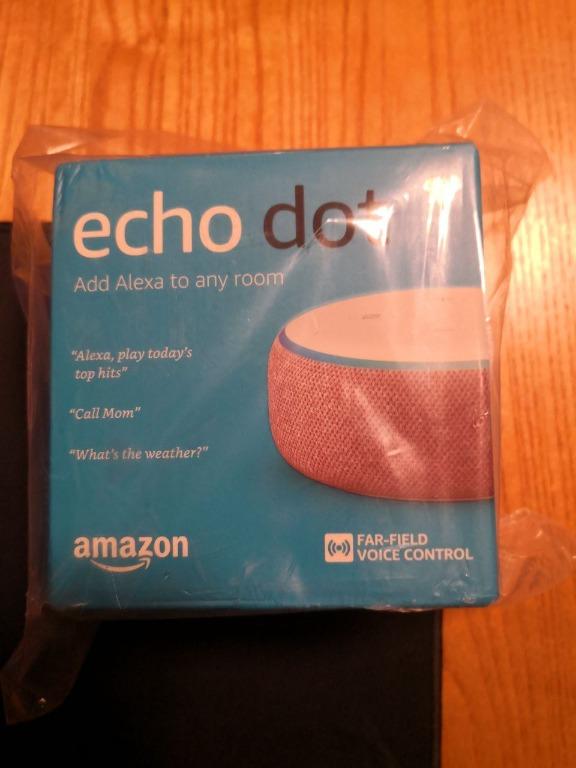 echo dot
Add Alexa to any room
“Alexa, play today's
top hits”
“Call Mom”
“What's the weather?”
amazon
FAR-FIELD
VOICE CONTROL